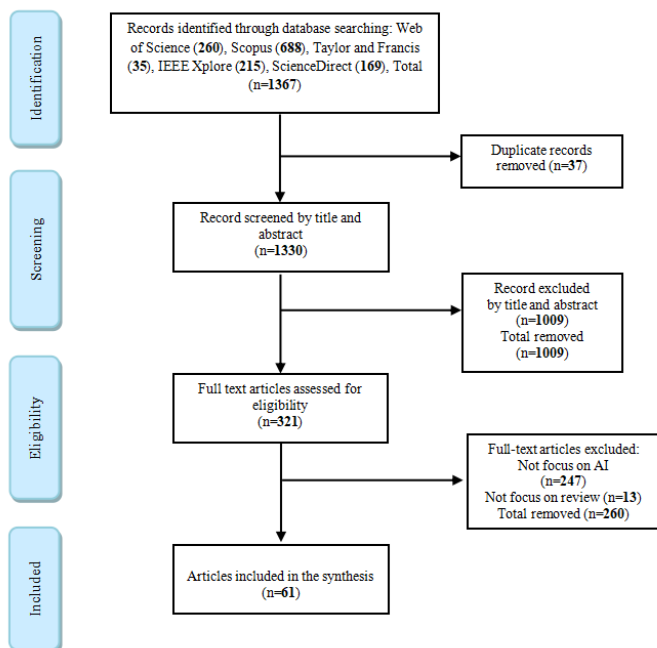 Identification
Records identified through database searching: Web
of Science (260), Scopus (688), Taylor and Francis
(35), IEEE Xplore (215), ScienceDirect (169), Total
(n=1367)
Duplicate records
removed (n=37)
Screening
Record screened by title and
abstract
(n=1330)
Record excluded
by title and abstract
(n=1009)
Total removed
(n=1009)
Eligibility
Full text articles assessed for
eligibility
(n=321)
Full-text articles excluded:
Not focus on AI
(n=247)
Not focus on review (n=13)
Total removed (n=260)
Included
Articles included in the synthesis
(n=61)